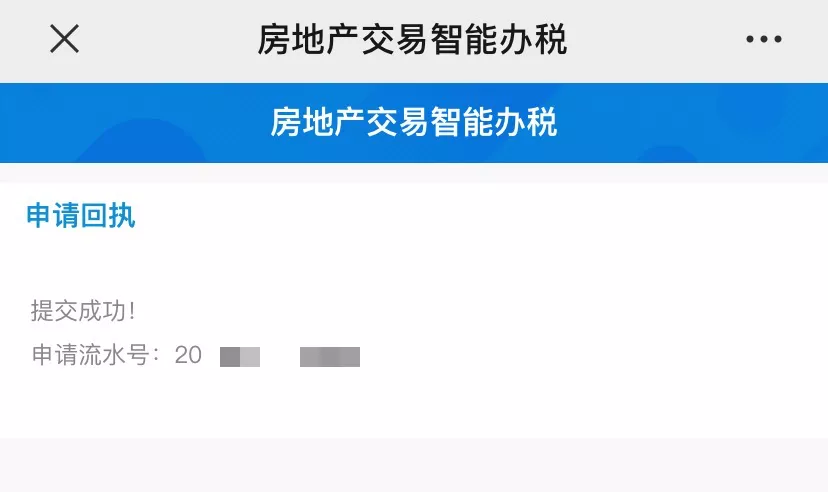 房地产交易智能办税
房地产交易智能办税
申请回执
提交成功！
申请流水号：20